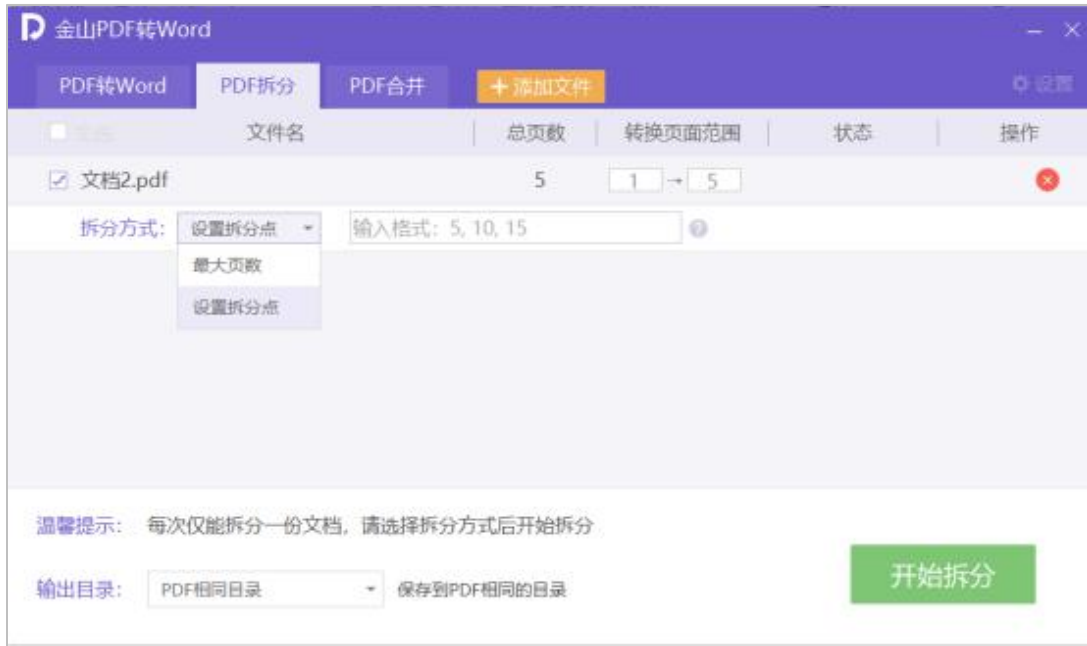 金山PDF转Word
PDF转Word PDF拆分 PDF合并 +添加文件 设置
文件名 总页数 转换页面范围 状态 操作
文档2.pdf 5 1 → 5
拆分方式: 设置拆分点 输入格式: 5, 10, 15
最大页数
设置拆分点
温馨提示: 每次仅能拆分一份文档, 请选择拆分方式后开始拆分
开始拆分
输出目录: PDF相同目录 保存到PDF相同的目录